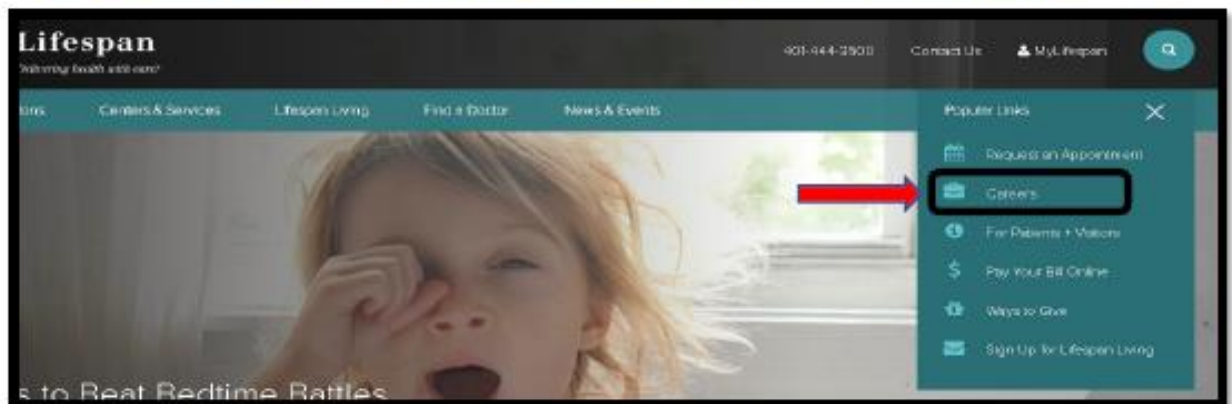 Lifespan
Delivering health with care.
401-444-3500 Contact Us MyLifespan
ons Centers & Services Lifespan Living Find a Doctor News & Events
Popular Links
Request an Appointment
Careers
For Patients + Visitors
Pay Your Bill Online
Ways to Give
Sign Up for Lifespan Living
s to Beat Bedtime Battles